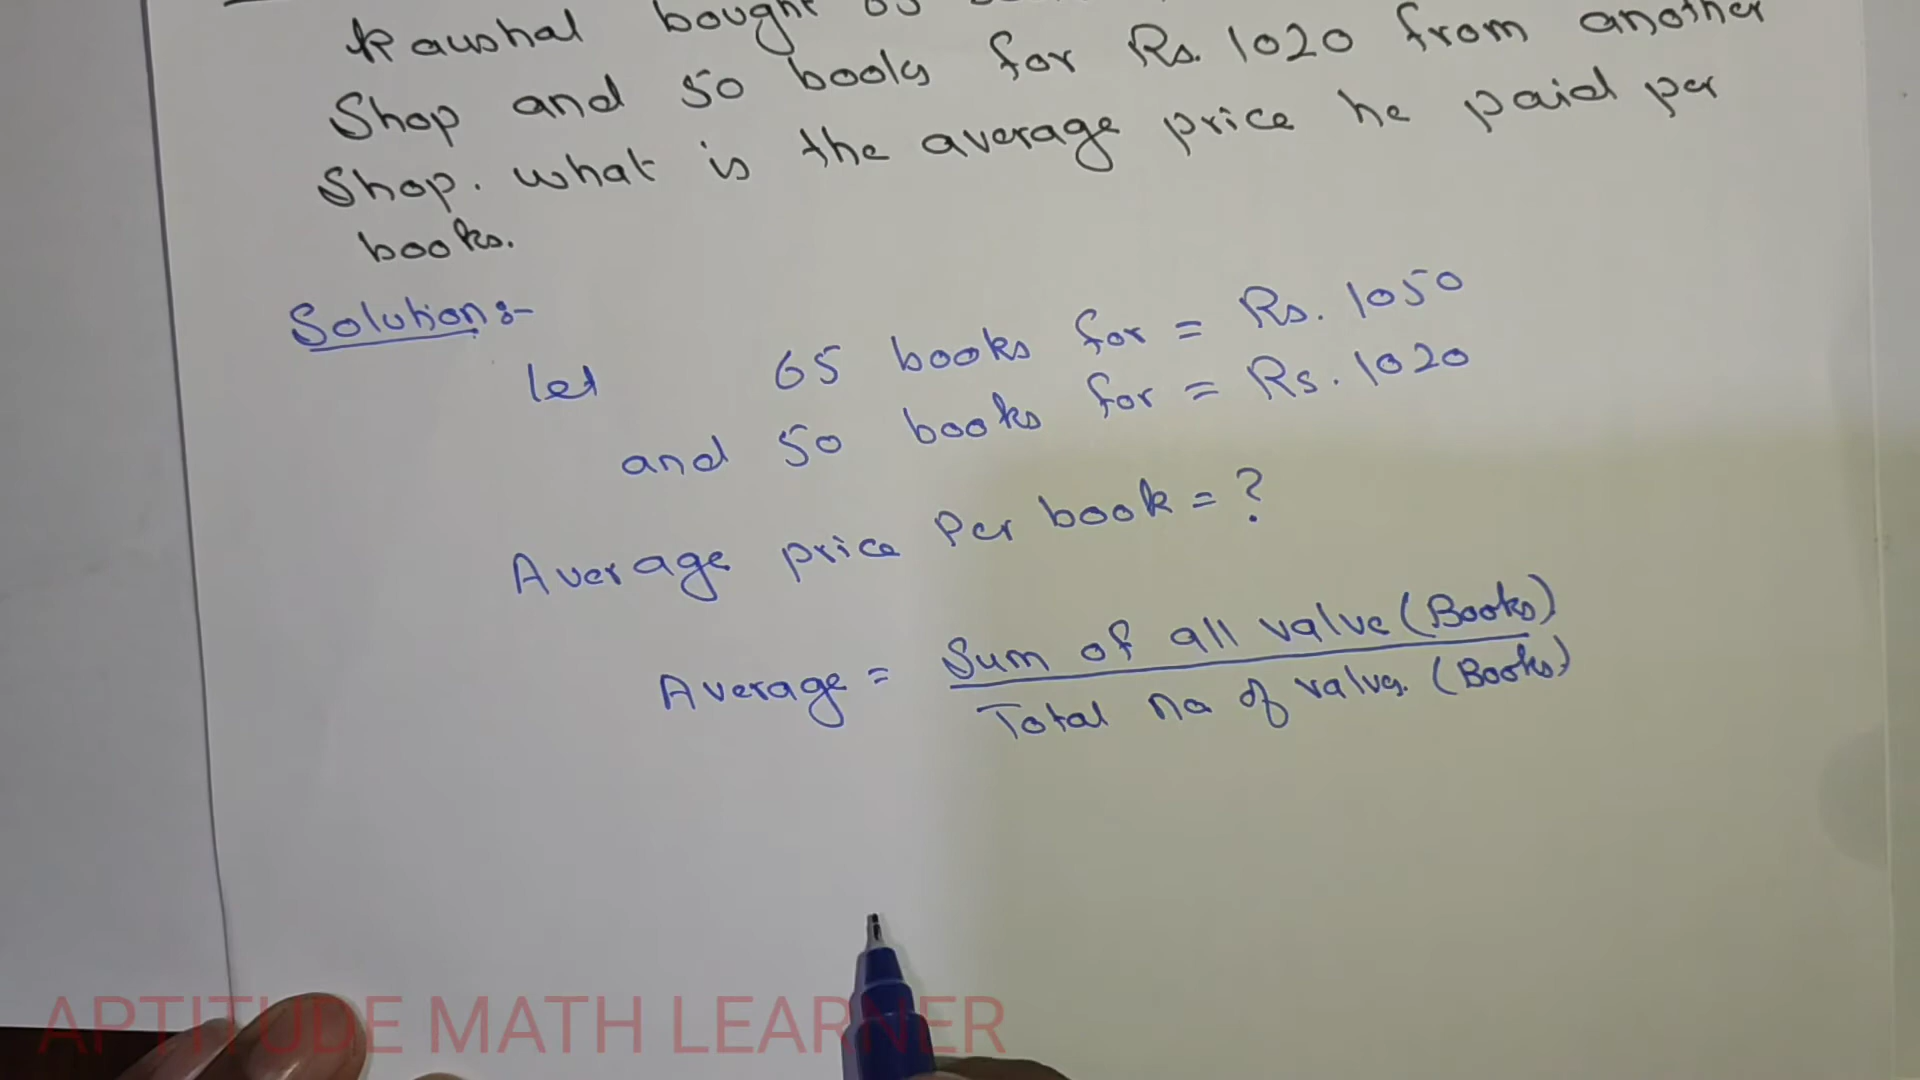 Kaushal bought
Shop and 50 books for Rs. 1020 from another
Shop. what is the average price he paid per
books.
Solution:-
let 65 books for = Rs. 1050
and 50 books for = Rs. 1020
Average price Per book = ?
Average = Sum of all value (Books)
Total no of values. (Books)
APTITUDE MATH LEARNER